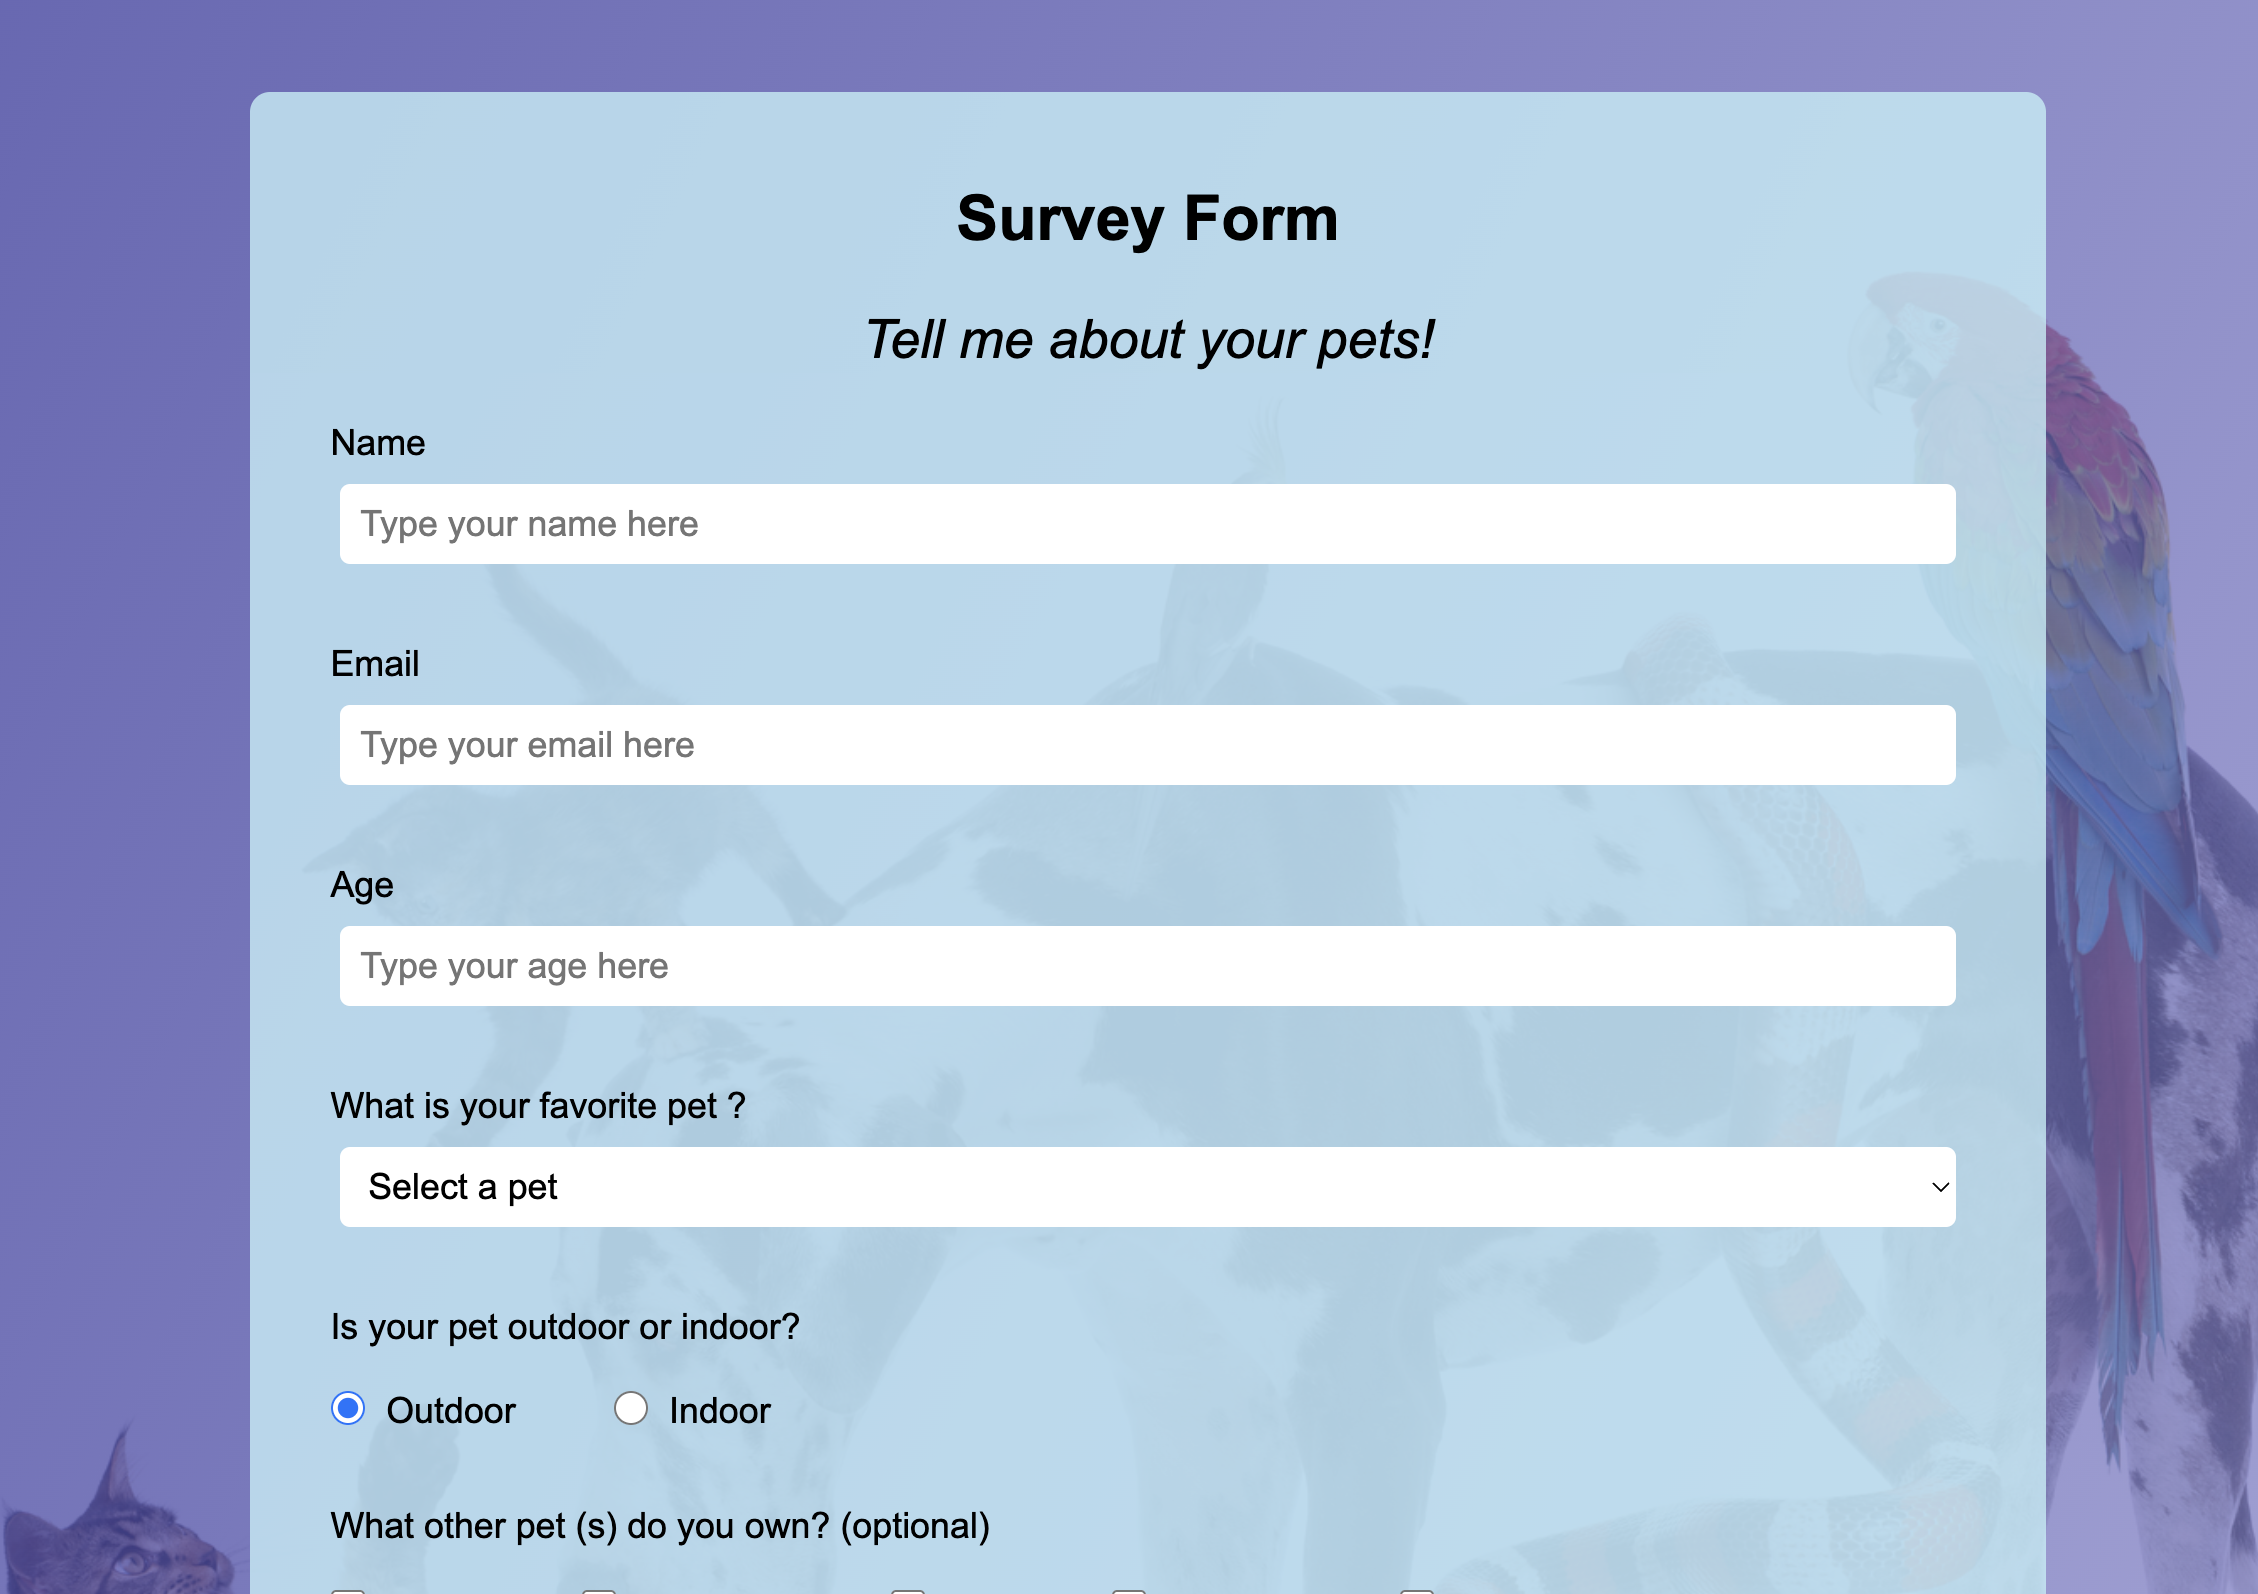 Survey Form
Tell me about your pets!
Name
Type your name here
Email
Type your email here
Age
Type your age here
What is your favorite pet ?
Select a pet
Is your pet outdoor or indoor?
Outdoor Indoor
What other pet (s) do you own? (optional)